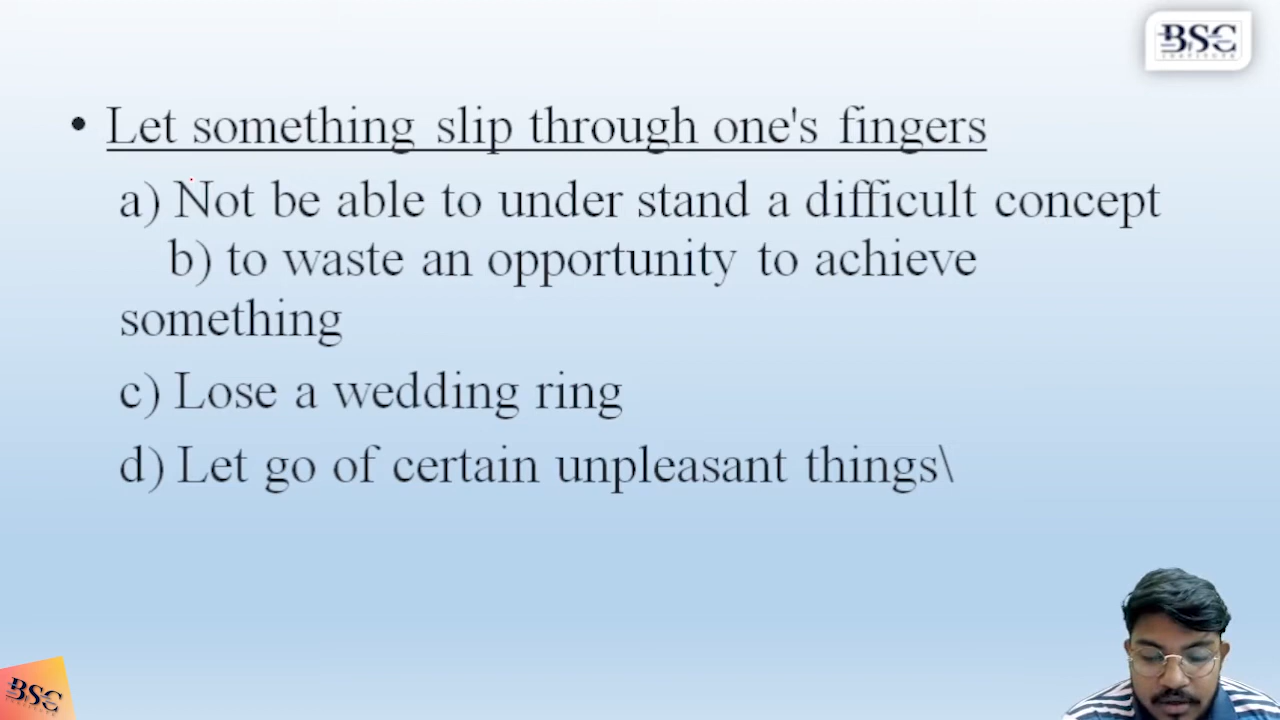 BSC
INSTITUTE
• Let something slip through one's fingers
a) Not be able to under stand a difficult concept
b) to waste an opportunity to achieve
something
c) Lose a wedding ring
d) Let go of certain unpleasant things\
BSC